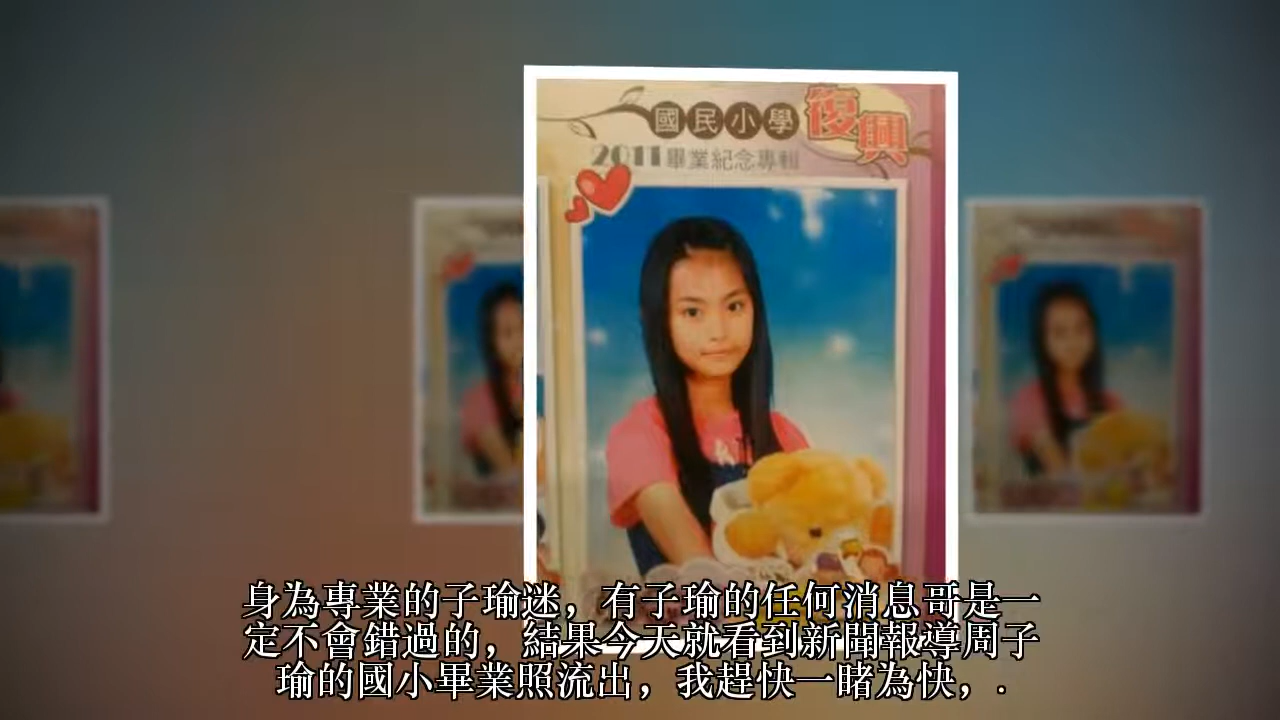 國民小學 復興
2011畢業紀念專輯
身為專業的子瑜迷，有子瑜的任何消息哥是一
定不會錯過的，結果今天就看到新聞報導周子
瑜的國小畢業照流出，我趕快一睹為快，.